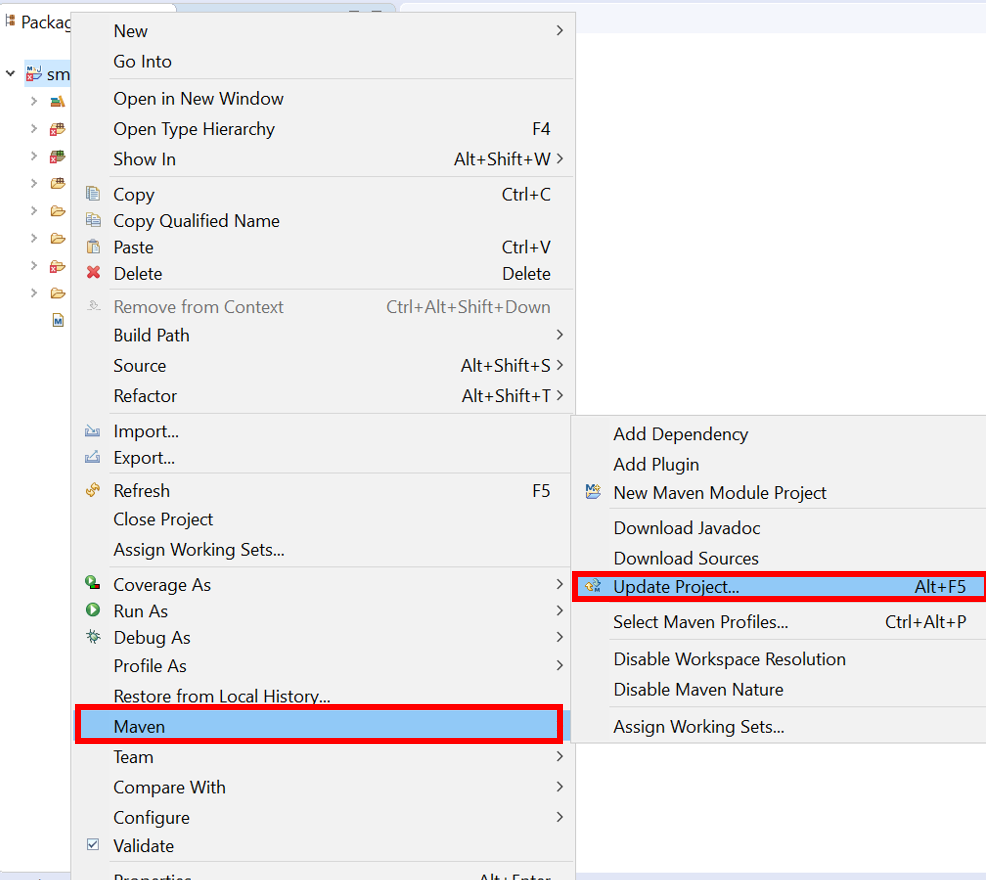 Packag
sm
New
Go Into
Open in New Window
Open Type Hierarchy F4
Show In Alt+Shift+W
Copy Ctrl+C
Copy Qualified Name
Paste Ctrl+V
Delete Delete
Remove from Context Ctrl+Alt+Shift+Down
Build Path
Source Alt+Shift+S
Refactor Alt+Shift+T
Import...
Export...
Refresh F5
Close Project
Assign Working Sets...
Coverage As
Run As
Debug As
Profile As
Restore from Local History...
Maven
Team
Compare With
Configure
Validate
Properties Alt+Enter
Add Dependency
Add Plugin
New Maven Module Project
Download Javadoc
Download Sources
Update Project... Alt+F5
Select Maven Profiles... Ctrl+Alt+P
Disable Workspace Resolution
Disable Maven Nature
Assign Working Sets...